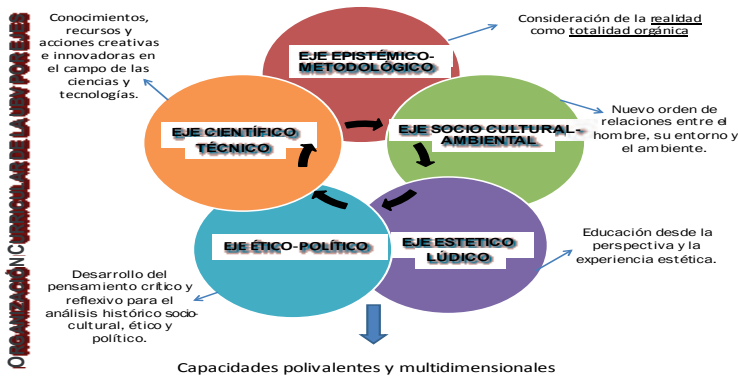 ORGANIZACIÓN CURRICULAR DE LA UBV POR EJES
Conocimientos,
recursos y
acciones creativas
e innovadoras en
el campo de las
ciencias y
tecnologías.
Consideración de la realidad
como totalidad orgánica
EJE EPISTÉMICO-
METODOLÓGICO
EJE CIENTÍFICO
TÉCNICO
EJE SOCIO CULTURAL-
AMBIENTAL
Nuevo orden de
relaciones entre el
hombre, su entorno y
el ambiente.
EJE ÉTICO-POLÍTICO
EJE ESTETICO
LÚDICO
Educación desde la
perspectiva y la
experiencia estética.
Desarrollo del
pensamiento crítico y
reflexivo para el
análisis histórico socio-
cultural, ético y
político.
Capacidades polivalentes y multidimensionales